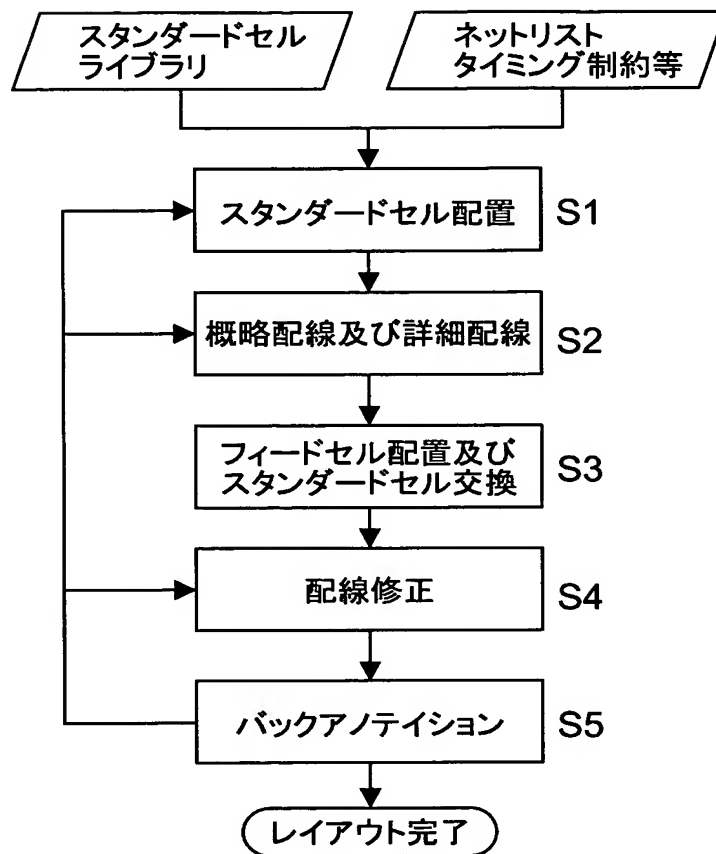 スタンダードセル
ライブラリ
ネットリスト
タイミング制約等
スタンダードセル配置
S1
概略配線及び詳細配線
S2
フィードセル配置及び
スタンダードセル交換
S3
配線修正
S4
バックアノテイション
S5
レイアウト完了